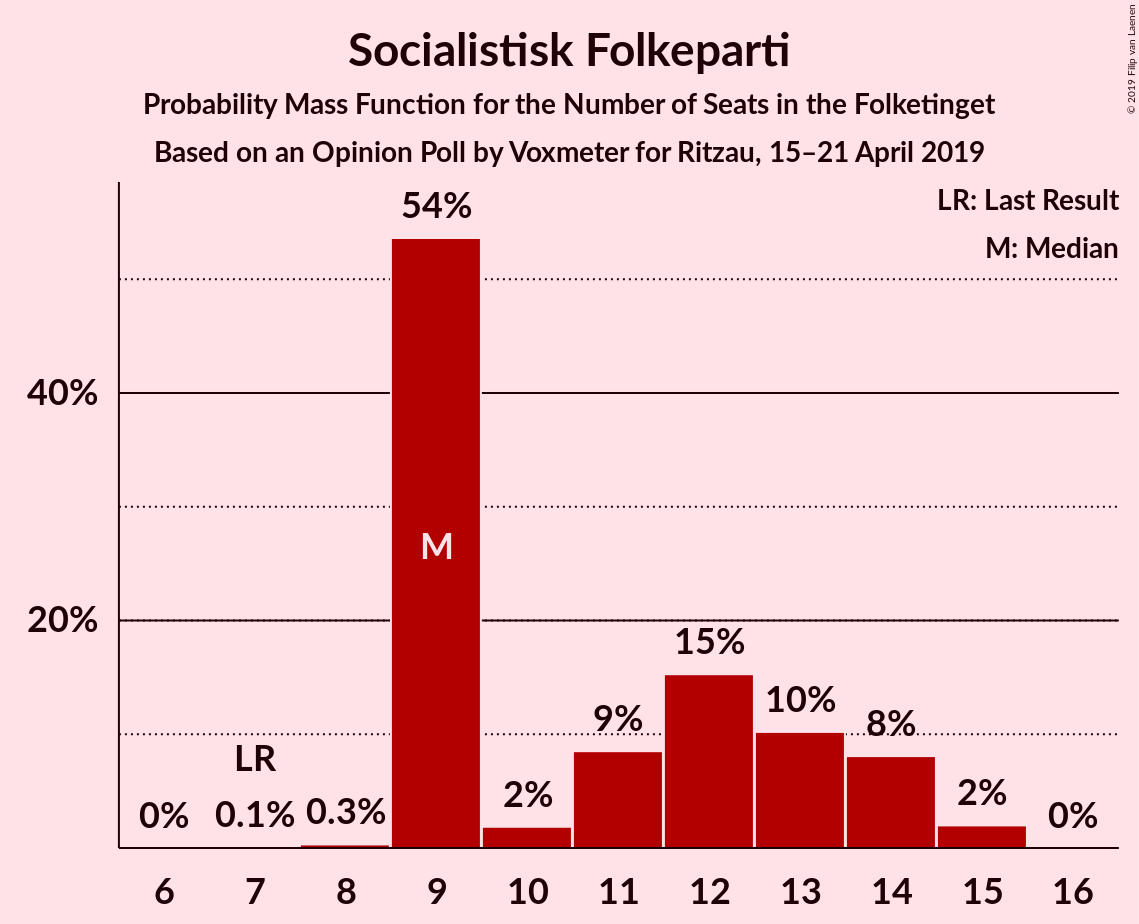 Socialistisk Folkeparti
Probability Mass Function for the Number of Seats in the Folketinget
Based on an Opinion Poll by Voxmeter for Ritzau, 15–21 April 2019
© 2019 Filip van Laenen
LR: Last Result
M: Median
54%
40%
M
20%
15%
10%
9%
8%
LR
2%
2%
0%
0.1%
0.3%
0%
6 7 8 9 10 11 12 13 14 15 16